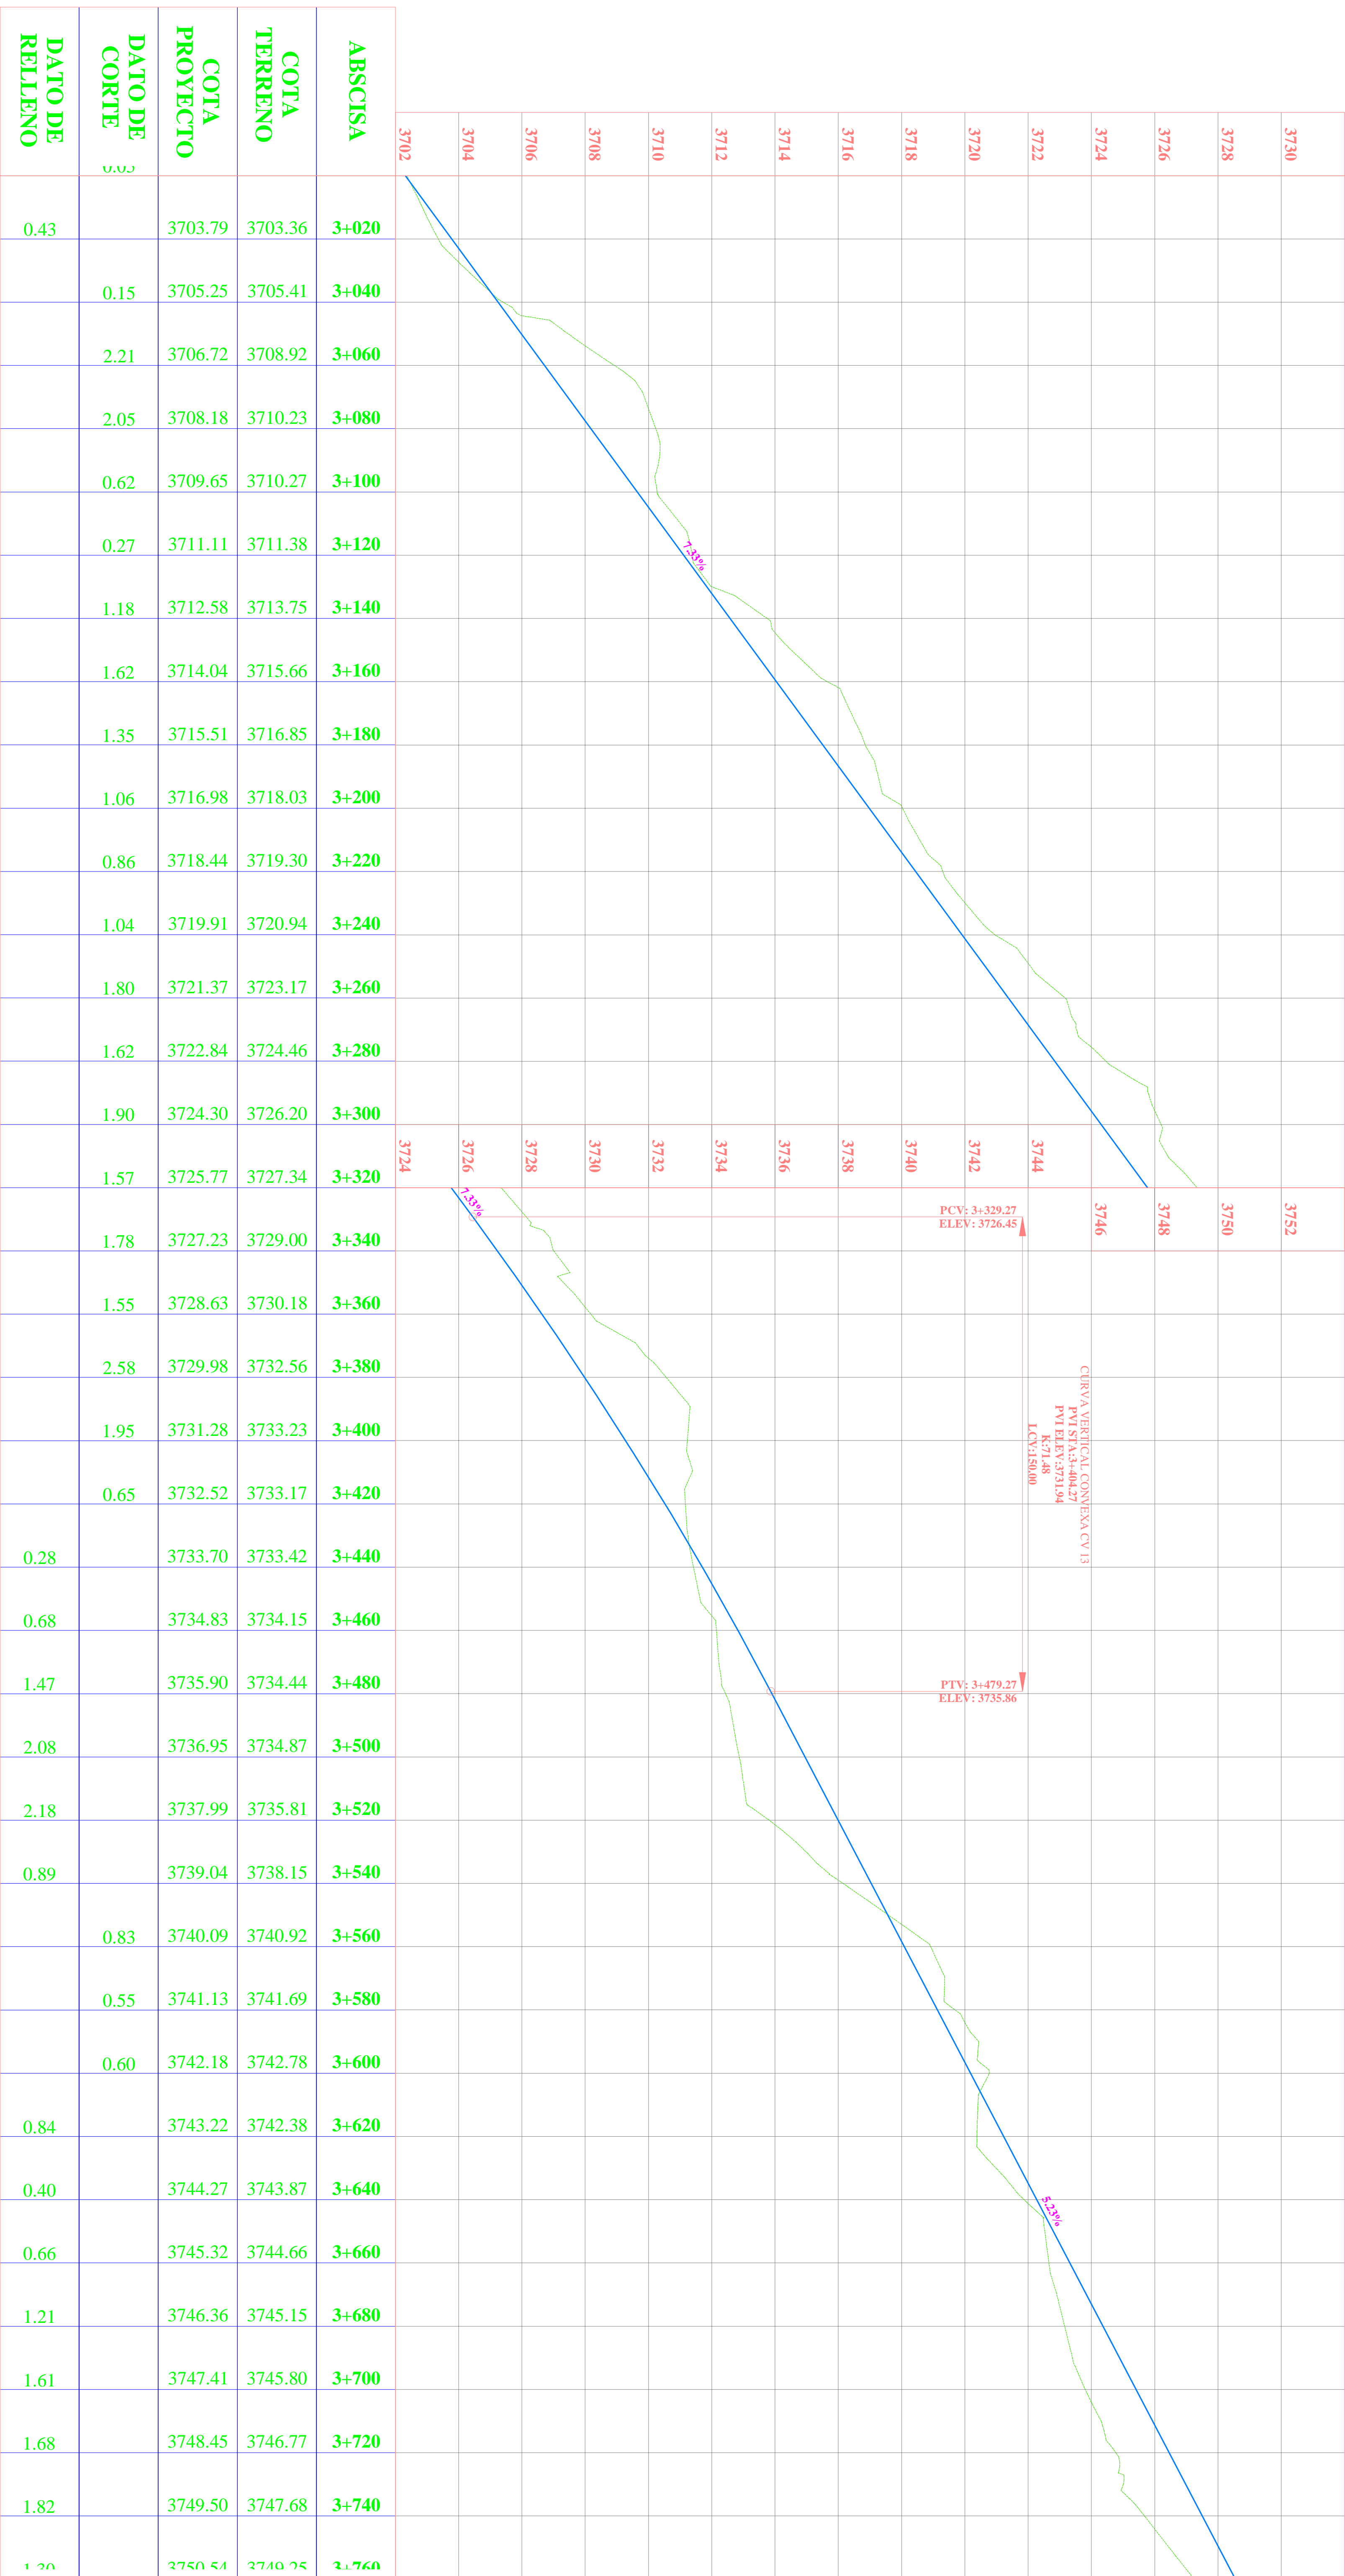 DATO DE RELLENO
DATO DE CORTE
COTA PROYECTO
COTA TERRENO
ABSCISA
3702 3704 3706 3708 3710 3712 3714 3716 3718 3720 3722 3724 3726 3728 3730
0.43 3703.79 3703.36 3+020
0.15 3705.25 3705.41 3+040
2.21 3706.72 3708.92 3+060
2.05 3708.18 3710.23 3+080
0.62 3709.65 3710.27 3+100
0.27 3711.11 3711.38 3+120
7.33%
1.18 3712.58 3713.75 3+140
1.62 3714.04 3715.66 3+160
1.35 3715.51 3716.85 3+180
1.06 3716.98 3718.03 3+200
0.86 3718.44 3719.30 3+220
1.04 3719.91 3720.94 3+240
1.80 3721.37 3723.17 3+260
1.62 3722.84 3724.46 3+280
1.90 3724.30 3726.20 3+300
3724 3726 3728 3730 3732 3734 3736 3738 3740 3742 3744 3746 3748 3750 3752
1.57 3725.77 3727.34 3+320
7.33%
PCV: 3+329.27
ELEV: 3726.45
1.78 3727.23 3729.00 3+340
1.55 3728.63 3730.18 3+360
2.58 3729.98 3732.56 3+380
CURVA VERTICAL CONVEXA CV 13
PVI STA:3+404.27
PVI ELEV:3731.94
K:71.48
LCV:150.00
1.95 3731.28 3733.23 3+400
0.65 3732.52 3733.17 3+420
0.28 3733.70 3733.42 3+440
0.68 3734.83 3734.15 3+460
1.47 3735.90 3734.44 3+480
PTV: 3+479.27
ELEV: 3735.86
2.08 3736.95 3734.87 3+500
2.18 3737.99 3735.81 3+520
0.89 3739.04 3738.15 3+540
0.83 3740.09 3740.92 3+560
0.55 3741.13 3741.69 3+580
0.60 3742.18 3742.78 3+600
0.84 3743.22 3742.38 3+620
0.40 3744.27 3743.87 3+640
5.23%
0.66 3745.32 3744.66 3+660
1.21 3746.36 3745.15 3+680
1.61 3747.41 3745.80 3+700
1.68 3748.45 3746.77 3+720
1.82 3749.50 3747.68 3+740
1.30 3750.54 3749.25 3+760